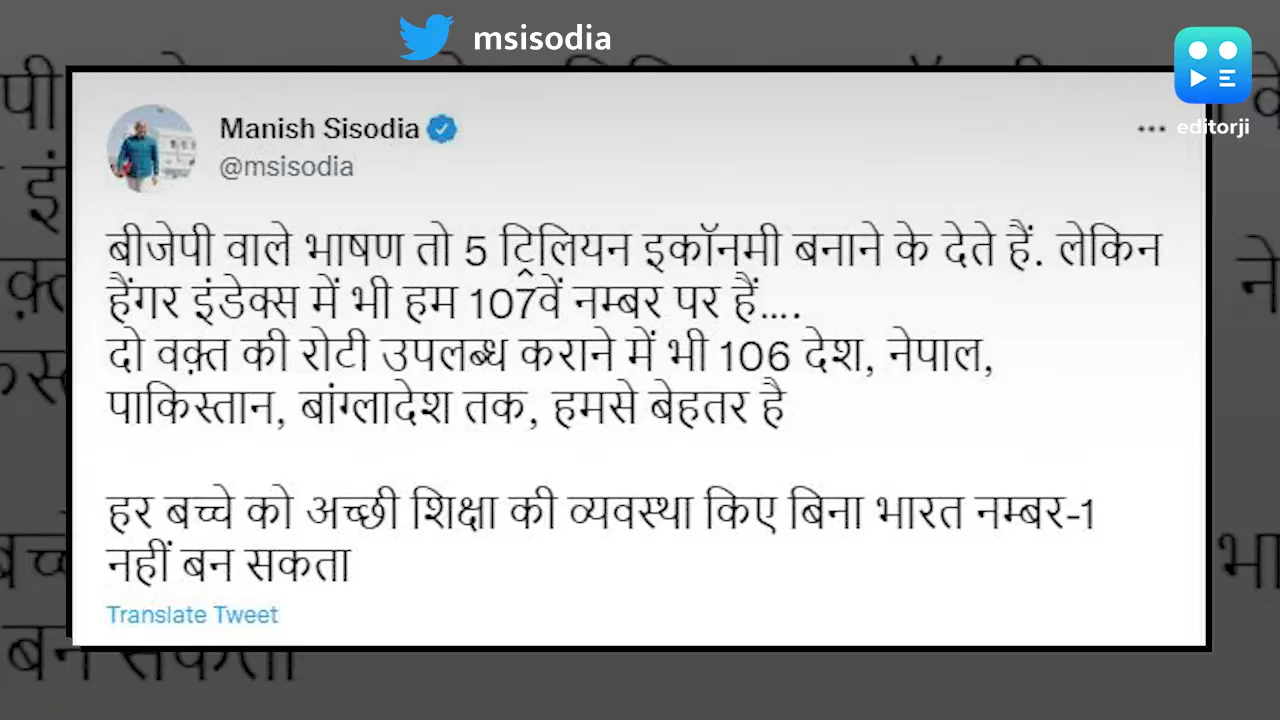 msisodia
editorji
Manish Sisodia
@msisodia
बीजेपी वाले भाषण तो 5 ट्रिलियन इकॉनमी बनाने के देते हैं. लेकिन
हैंगर इंडेक्स में भी हम 107वें नम्बर पर हैं....
दो वक़्त की रोटी उपलब्ध कराने में भी 106 देश, नेपाल,
पाकिस्तान, बांग्लादेश तक, हमसे बेहतर है
हर बच्चे को अच्छी शिक्षा की व्यवस्था किए बिना भारत नम्बर-1
नहीं बन सकता
Translate Tweet